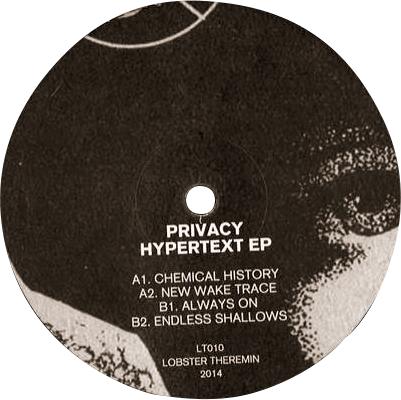 PRIVACY
HYPERTEXT EP
A1. CHEMICAL HISTORY
A2. NEW WAKE TRACE
B1. ALWAYS ON
B2. ENDLESS SHALLOWS
LT010
LOBSTER THEREMIN
2014